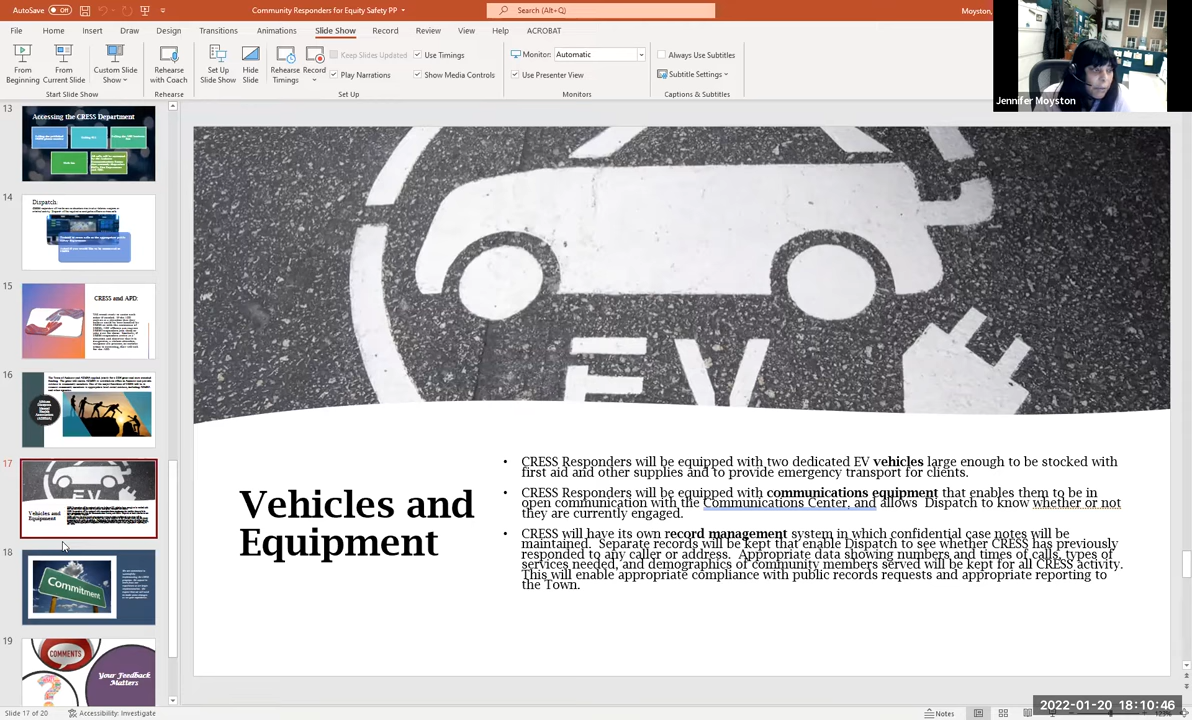 AutoSave Off
Community Responders for Equity Safety PP
Search (Alt+Q)
Moyston,
File Home Insert Draw Design Transitions Animations Slide Show Record Review View Help ACROBAT
From Beginning
From Current Slide
Custom Slide Show
Rehearse with Coach
Set Up Slide Show
Hide Slide
Rehearse Timings
Record
Keep Slides Updated
Play Narrations
Use Timings
Show Media Controls
Monitor: Automatic
Use Presenter View
Always Use Subtitles
Subtitle Settings
Start Slide Show
Rehearse
Set Up
Monitors
Captions & Subtitles
Jennifer Moyston
13
Accessing the CRESS Department
14
Dispatch:
15
CRESS and APD:
16
17
EV
Vehicles and
Equipment
18
Commitment
19
COMMENTS
Your Feedback
Matters
EV
Vehicles and
Equipment
• CRESS Responders will be equipped with two dedicated EV vehicles large enough to be stocked with
first aid and other supplies and to provide emergency transport for clients.
• CRESS Responders will be equipped with communications equipment that enables them to be in
open communication with the Communications Center, and allows Dispatch to know whether or not
they are currently engaged.
• CRESS will have its own record management system in which confidential case notes will be
maintained. Separate records will be kept that enable Dispatch to see whether CRESS has previously
responded to any caller or address. Appropriate data showing numbers and times of calls, types of
services needed, and demographics of community members served will be kept for all CRESS activity.
This will enable appropriate compliance with public records requests and appropriate reporting to
the Town.
Slide 17 of 20
Accessibility: Investigate
Notes
2022-01-20 18:10:46